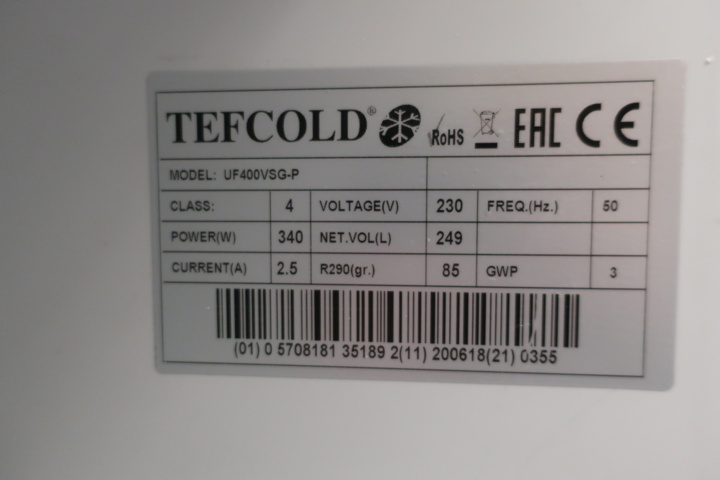 TEFCOLD® RoHS EAC CE
MODEL: UF400VSG-P
CLASS: 4 VOLTAGE(V) 230 FREQ.(Hz.) 50
POWER(W) 340 NET.VOL(L) 249
CURRENT(A) 2.5 R290(gr.) 85 GWP 3
(01) 0 5708181 35189 2(11) 200618(21) 0355